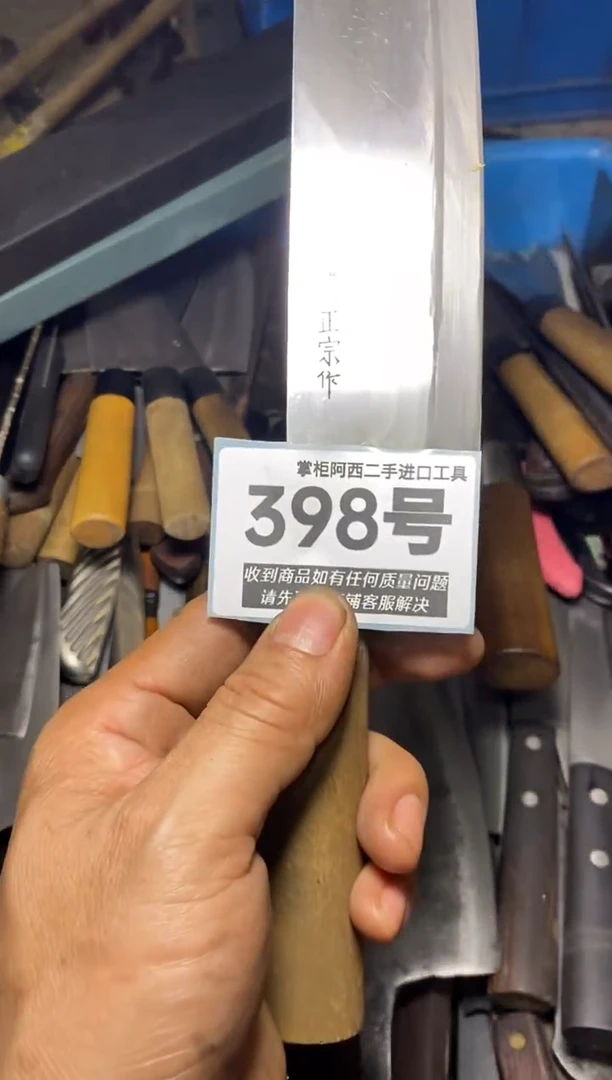 正宗作
掌柜阿西二手进口工具
398号
收到商品如有任何质量问题
请先 铺客服解决